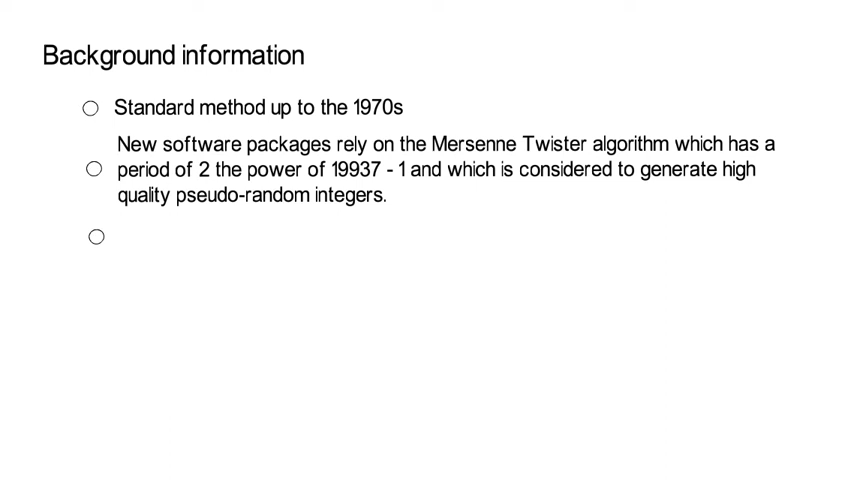 Background information
Standard method up to the 1970s
New software packages rely on the Mersenne Twister algorithm which has a
period of 2 the power of 19937 - 1 and which is considered to generate high
quality pseudo-random integers.